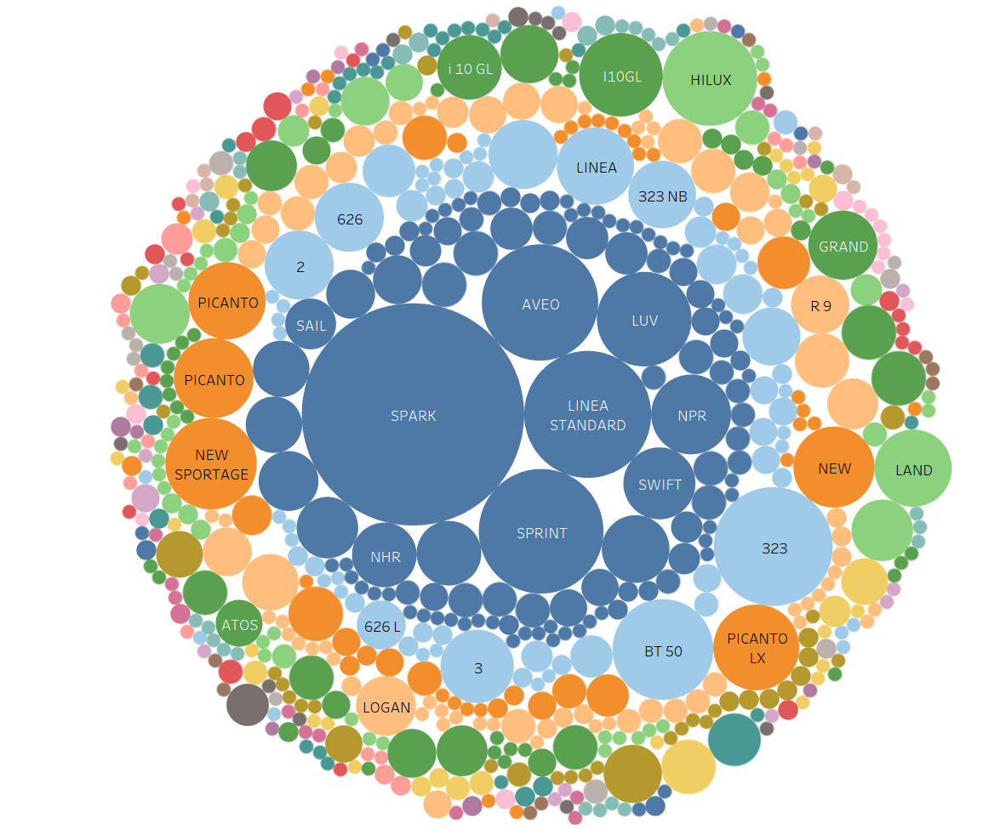 i 10 GL
I10GL
HILUX
LINEA
323 NB
626
GRAND
2
PICANTO
AVEO
R 9
LUV
SAIL
PICANTO
SPARK
LINEA
STANDARD
NPR
NEW
SPORTAGE
NEW
LAND
SWIFT
SPRINT
323
NHR
ATOS
626 L
PICANTO
LX
BT 50
3
LOGAN